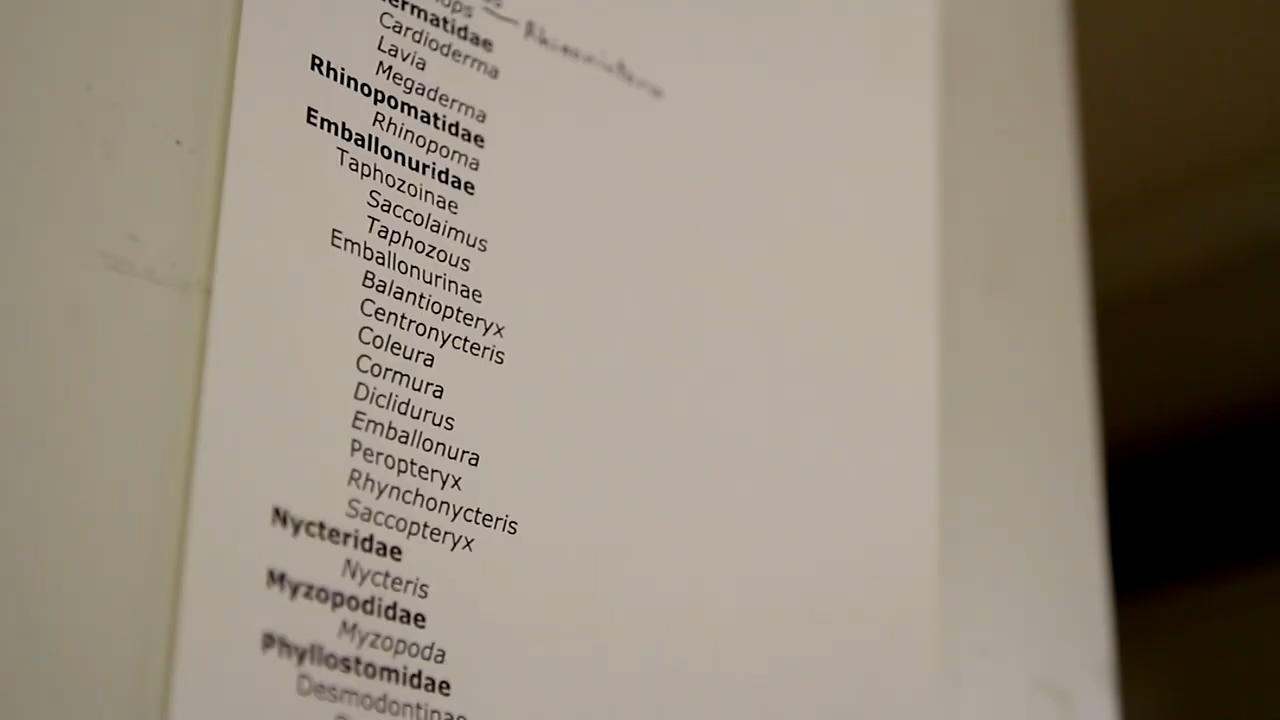 Cardioderma
Lavia
Megaderma
Rhinopomatidae
Rhinopoma
Emballonuridae
Taphozoinae
Saccolaimus
Taphozous
Emballonurinae
Balantiopteryx
Centronycteris
Coleura
Cormura
Diclidurus
Emballonura
Peropteryx
Rhynchonycteris
Saccopteryx
Nycteridae
Nycteris
Myzopodidae
Myzopoda
Phyllostomidae
Desmodontinae